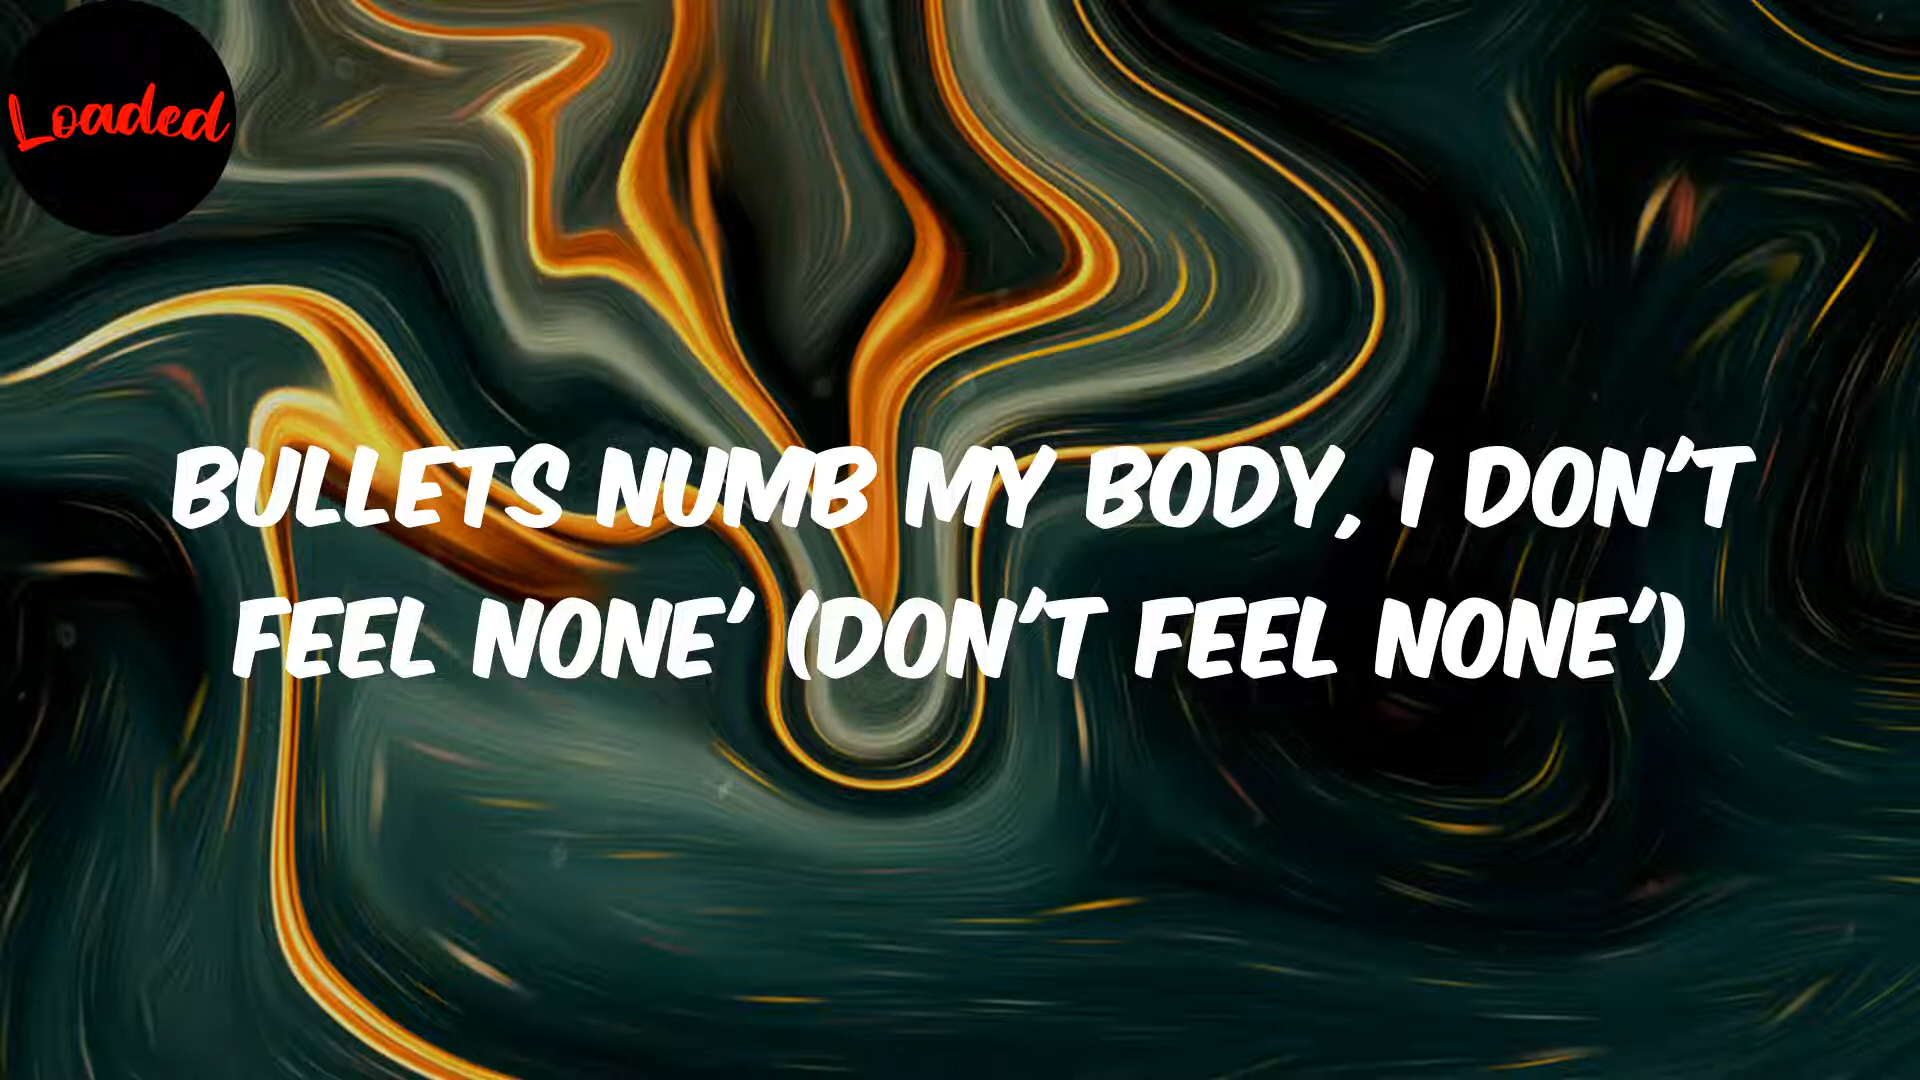 Loaded
BULLETS NUMB MY BODY, I DON'T
FEEL NONE' (DON'T FEEL NONE')